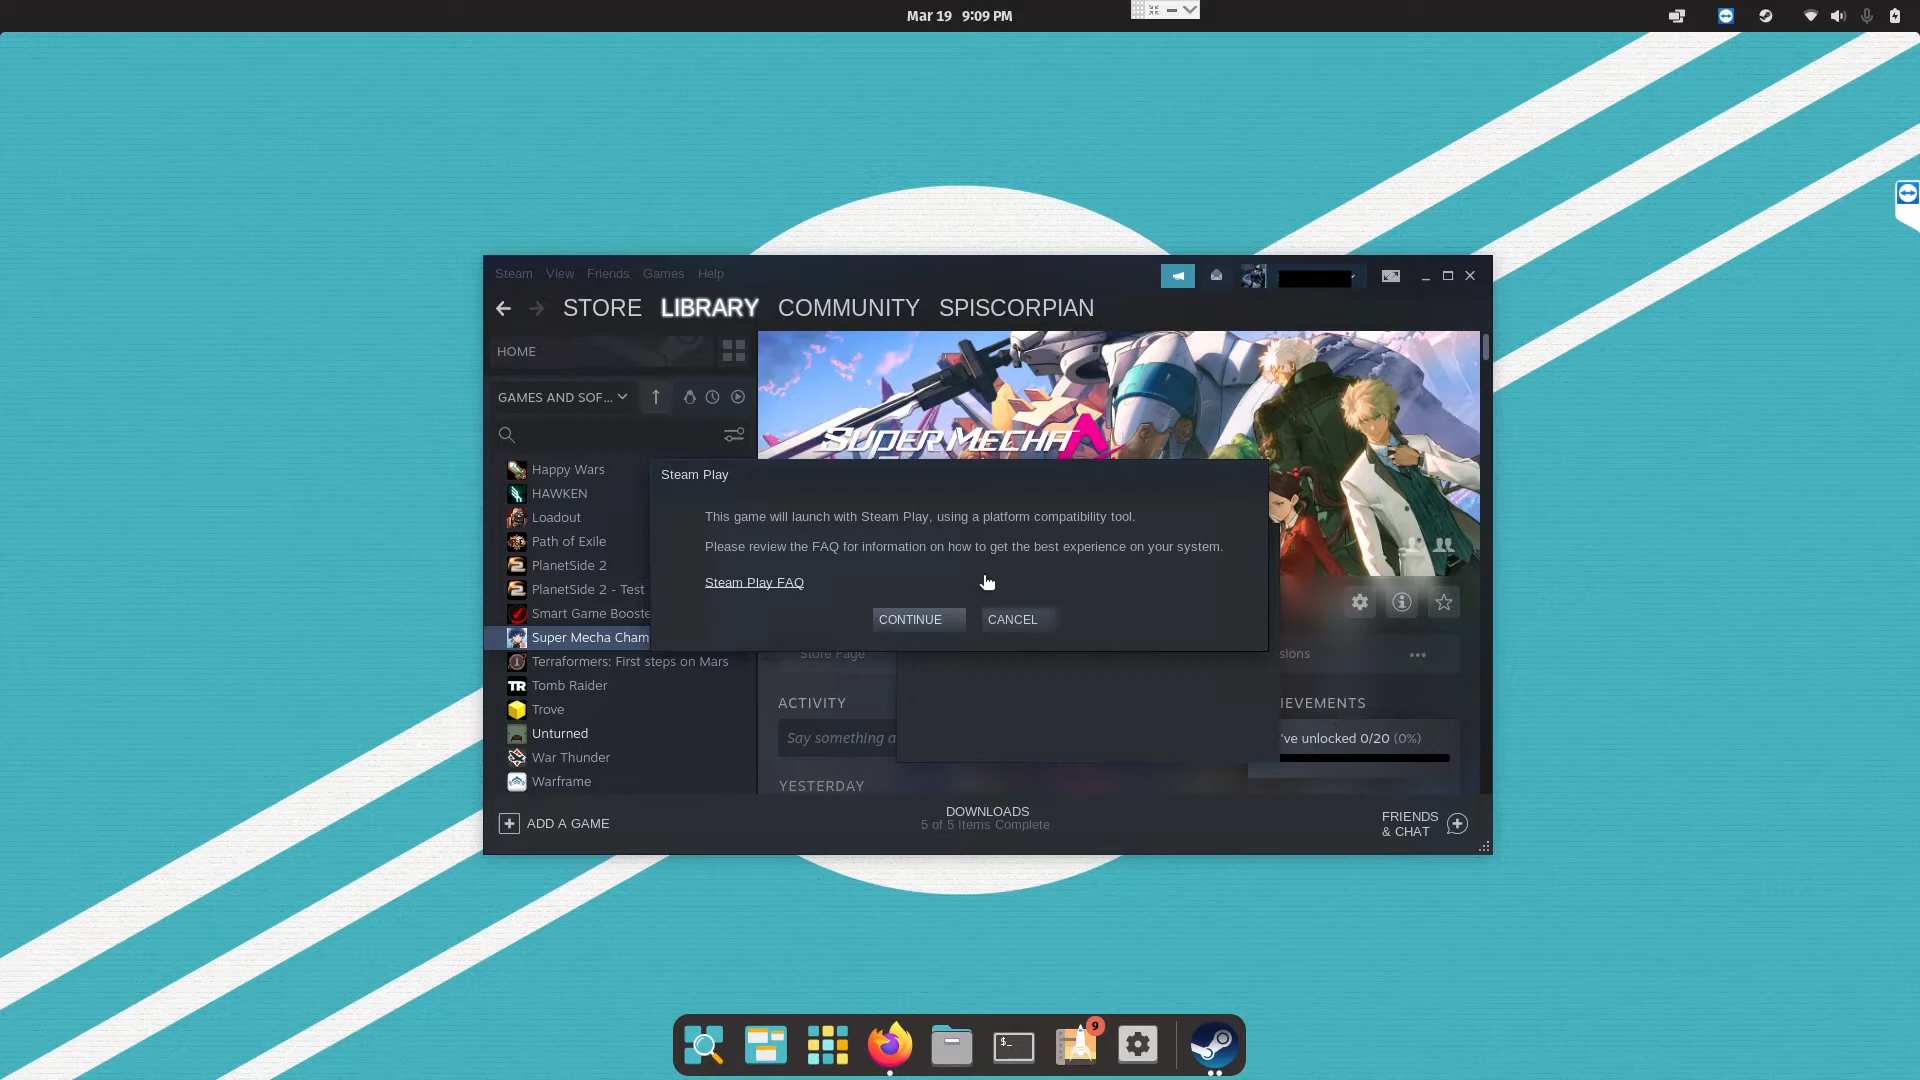 Mar 19 9:09 PM
Steam View Friends Games Help
STORE LIBRARY COMMUNITY SPISCORPIAN
HOME
GAMES AND SOF...
SUPER MECHA
Happy Wars
HAWKEN
Loadout
Path of Exile
PlanetSide 2
PlanetSide 2 - Test
Smart Game Booste
Super Mecha Cham
Terraformers: First steps on Mars
Tomb Raider
Trove
Unturned
War Thunder
Warframe
Steam Play
This game will launch with Steam Play, using a platform compatibility tool.
Please review the FAQ for information on how to get the best experience on your system.
Steam Play FAQ
CONTINUE CANCEL
Store Page
sions
ACTIVITY
IEVEMENTS
Say something a
've unlocked 0/20 (0%)
YESTERDAY
ADD A GAME
DOWNLOADS
5 of 5 Items Complete
FRIENDS
& CHAT
TR
$_
9